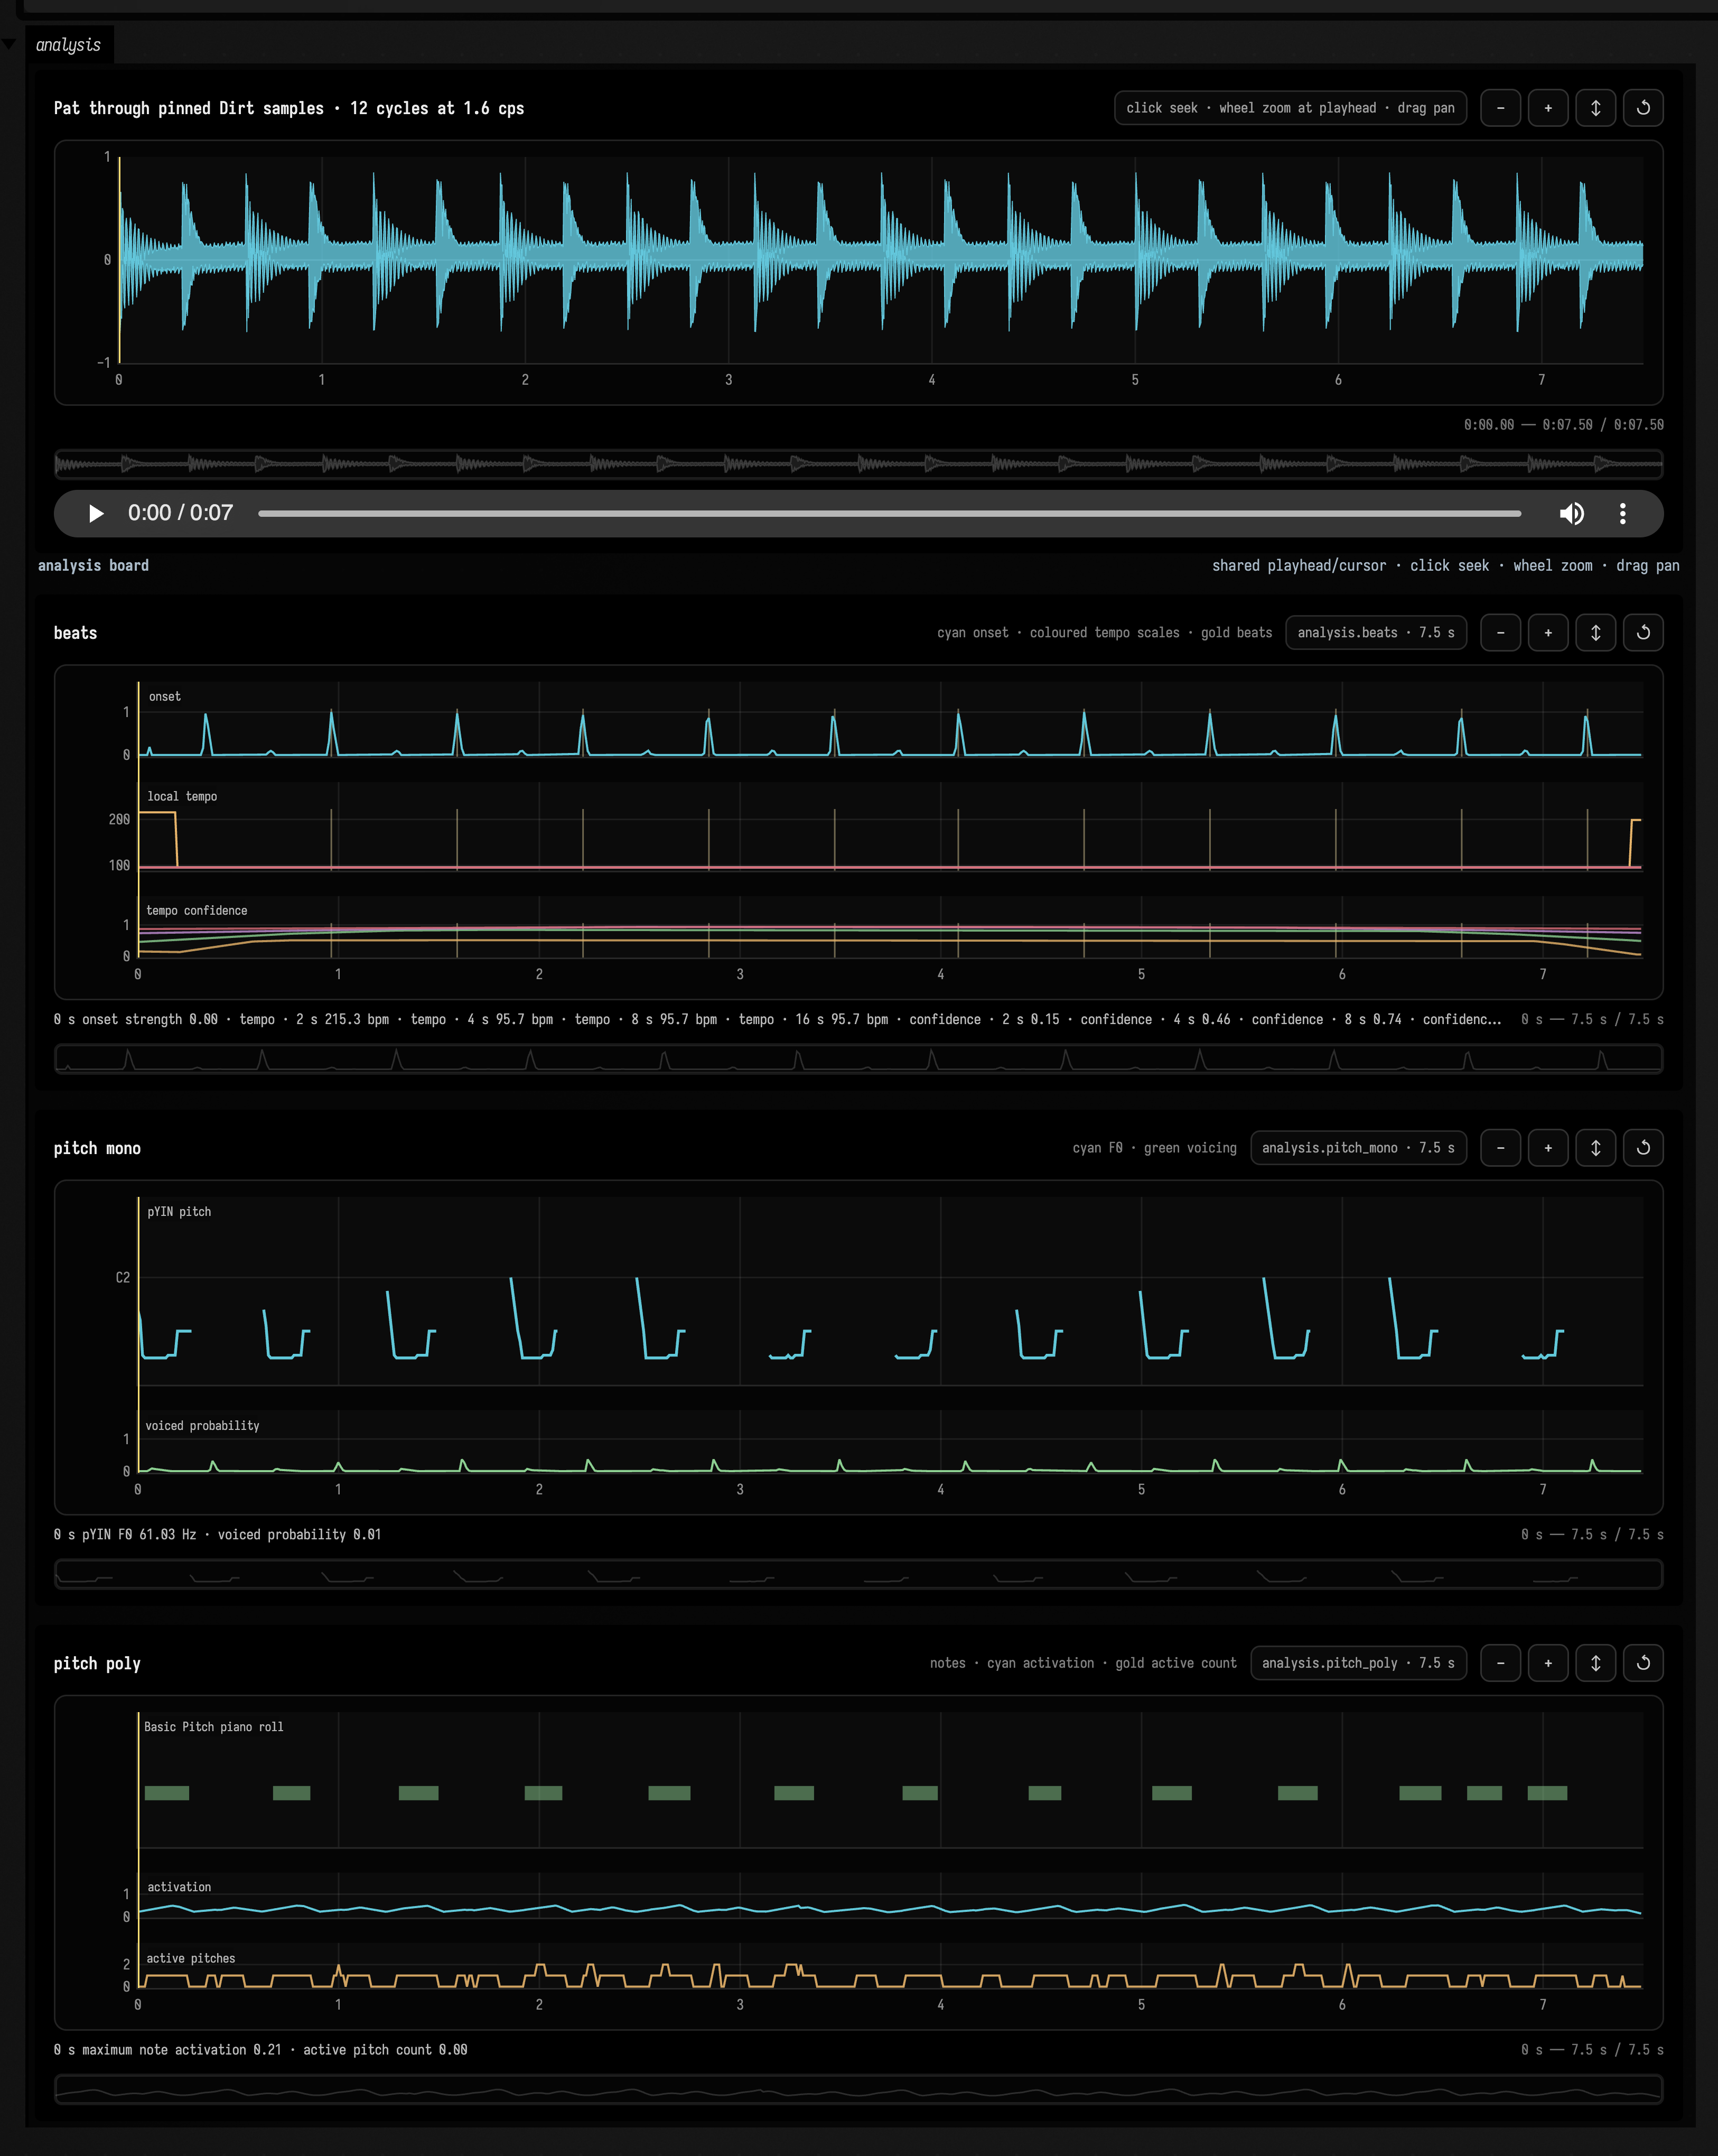 analysis
Pat through pinned Dirt samples · 12 cycles at 1.6 cps
click seek · wheel zoom at playhead · drag pan
− + ↕ ↺
1
0
−1
0 1 2 3 4 5 6 7
0:00.00 — 0:07.50 / 0:07.50
0:00 / 0:07
analysis board
shared playhead/cursor · click seek · wheel zoom · drag pan
beats
cyan onset · coloured tempo scales · gold beats
analysis.beats · 7.5 s
− + ↕ ↺
onset
1
0
local tempo
200
100
tempo confidence
1
0
0 1 2 3 4 5 6 7
0 s onset strength 0.00 · tempo · 2 s 215.3 bpm · tempo · 4 s 95.7 bpm · tempo · 8 s 95.7 bpm · tempo · 16 s 95.7 bpm · confidence · 2 s 0.15 · confidence · 4 s 0.46 · confidence · 8 s 0.74 · confidenc...
0 s — 7.5 s / 7.5 s
pitch mono
cyan F0 · green voicing
analysis.pitch_mono · 7.5 s
− + ↕ ↺
pYIN pitch
C2
voiced probability
1
0
0 1 2 3 4 5 6 7
0 s pYIN F0 61.03 Hz · voiced probability 0.01
0 s — 7.5 s / 7.5 s
pitch poly
notes · cyan activation · gold active count
analysis.pitch_poly · 7.5 s
− + ↕ ↺
Basic Pitch piano roll
activation
1
0
active pitches
2
0
0 1 2 3 4 5 6 7
0 s maximum note activation 0.21 · active pitch count 0.00
0 s — 7.5 s / 7.5 s